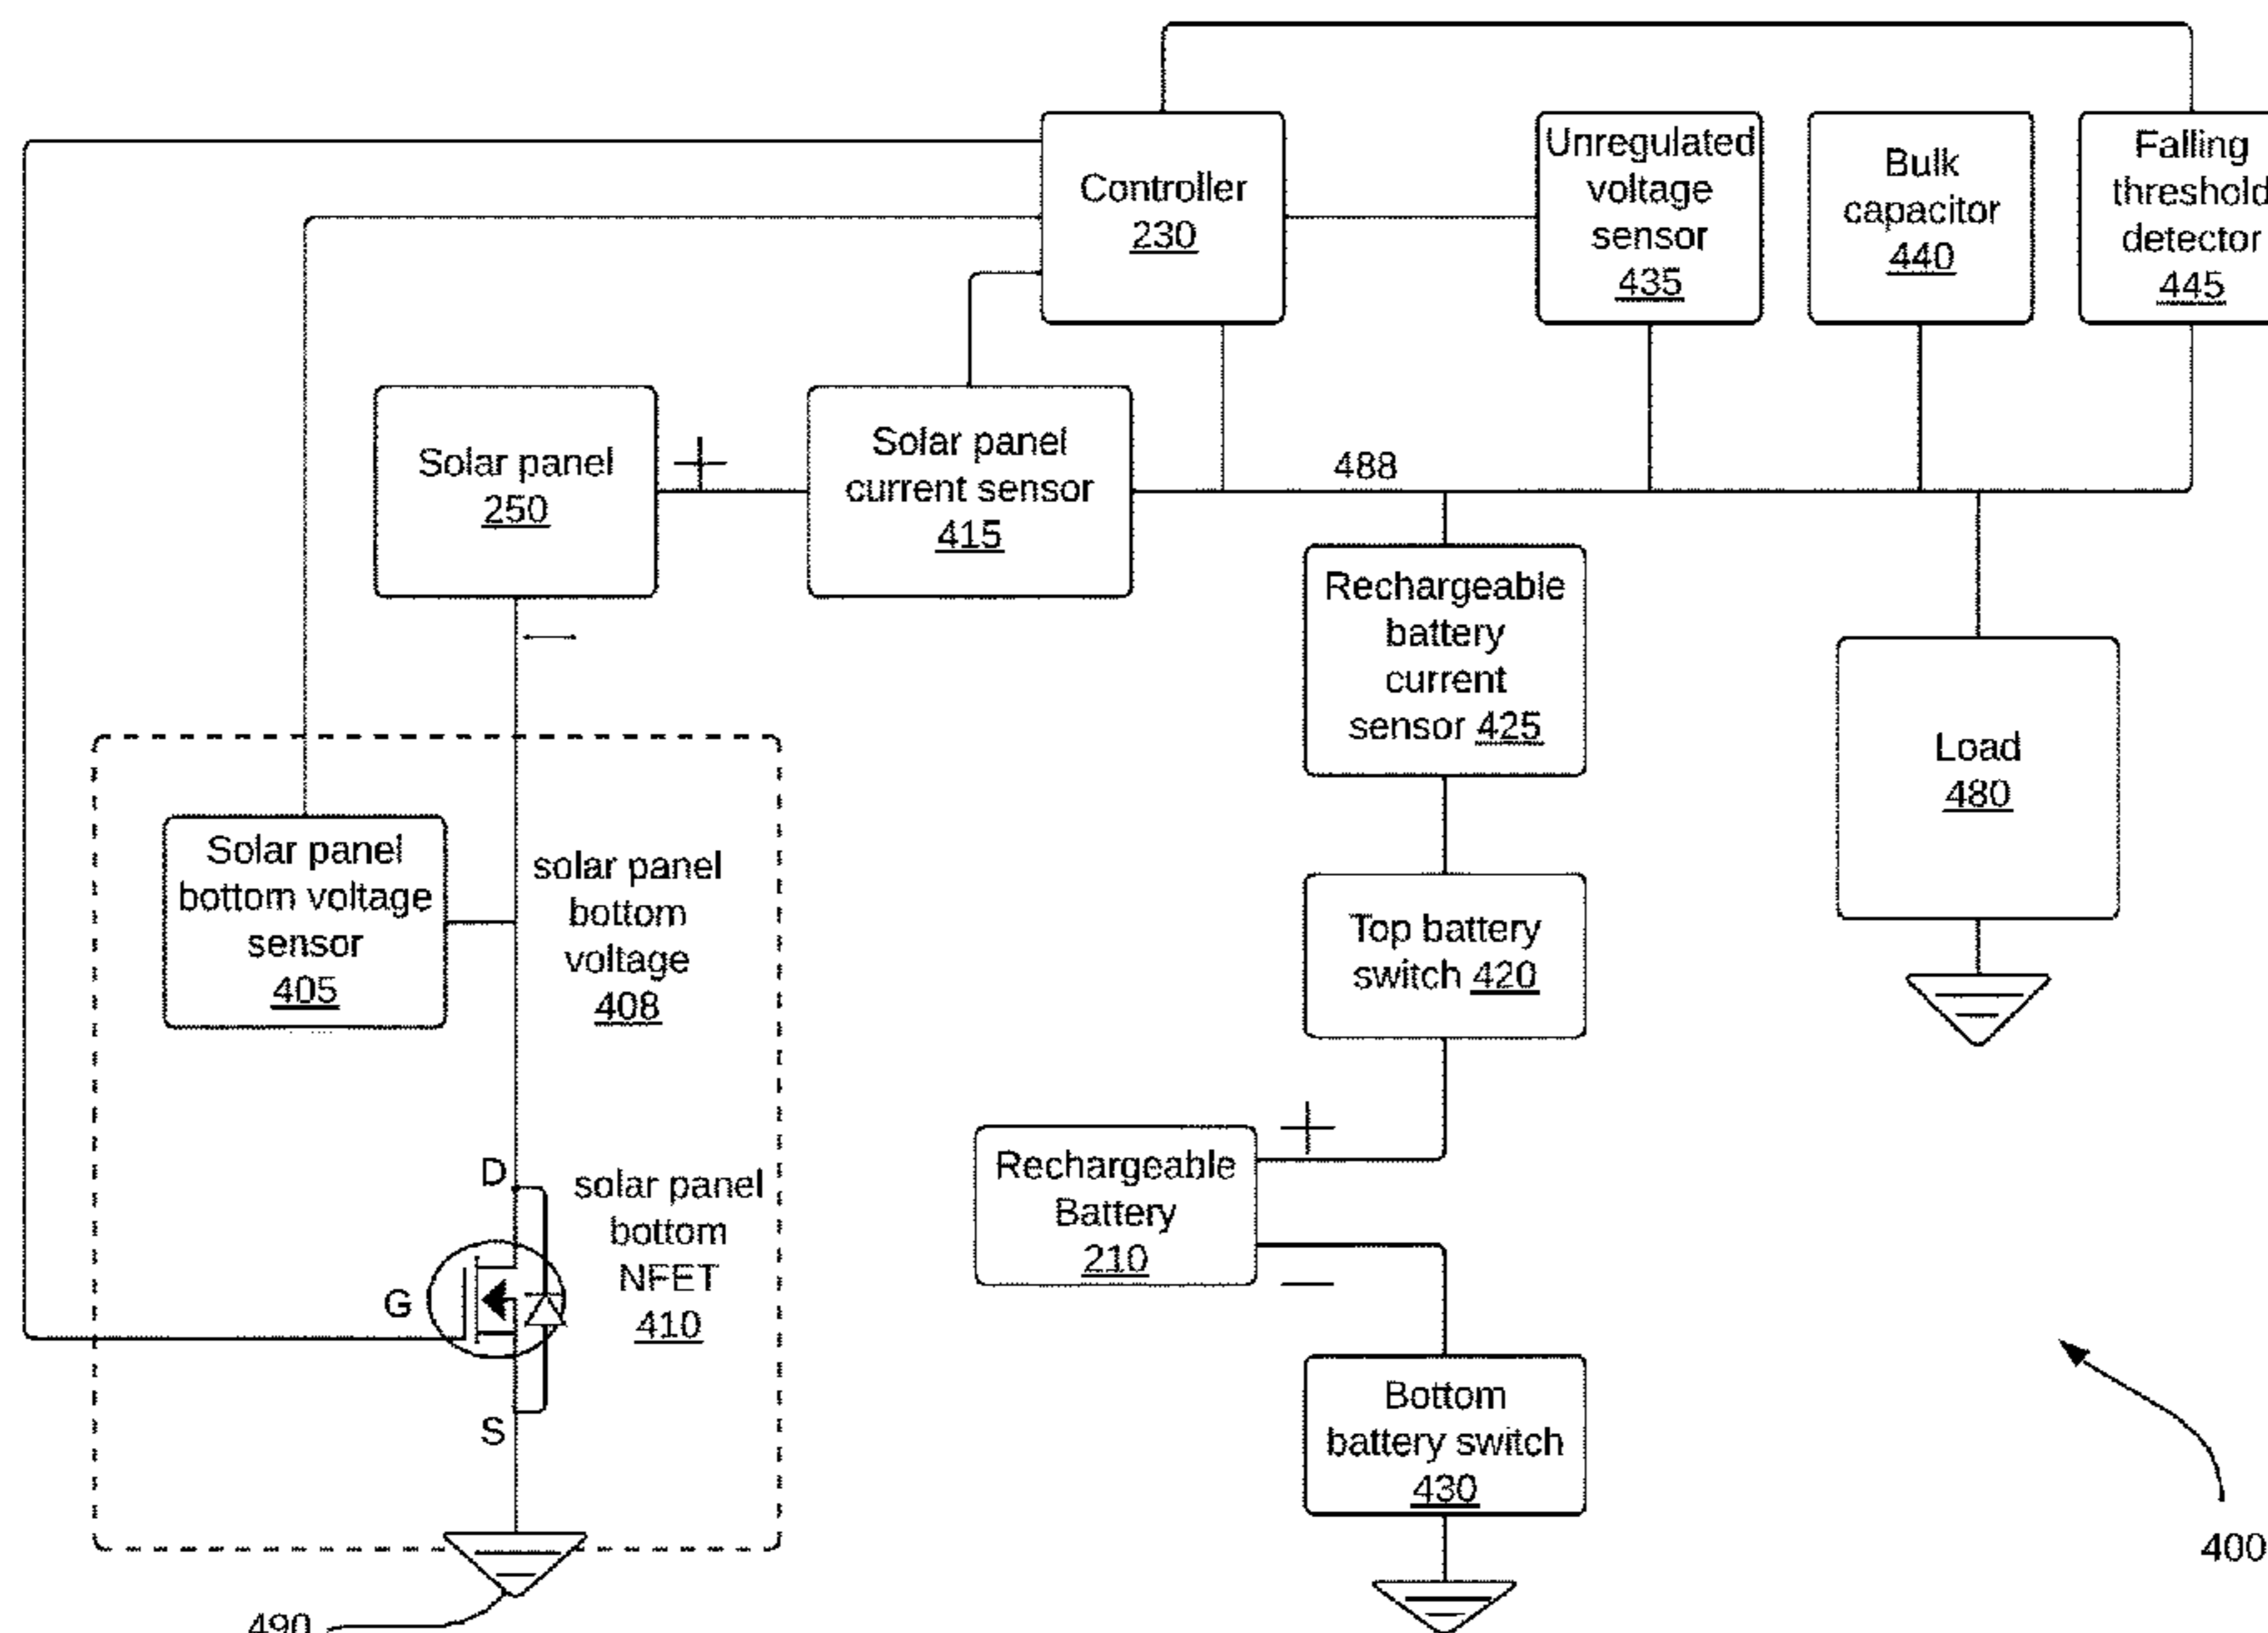 Controller
230
Unregulated
voltage
sensor
435
Bulk
capacitor
440
Falling
threshold
detector
445
Solar panel
250
+
Solar panel
current sensor
415
488
Rechargeable
battery
current
sensor 425
Load
480
Solar panel
bottom voltage
sensor
405
solar panel
bottom
voltage
408
Top battery
switch 420
D
G
S
solar panel
bottom
NFET
410
Rechargeable
Battery
210
+
—
Bottom
battery switch
430
400
490